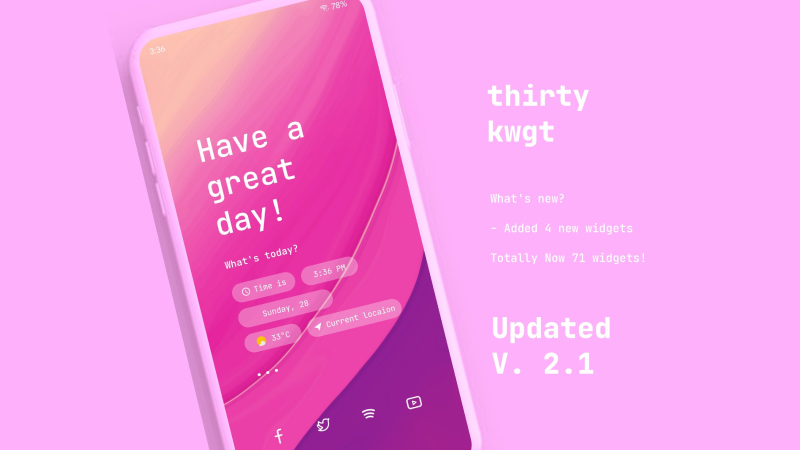 3:36
78%
Have a
great
day!
What's today?
Time is
3:36 PM
Sunday, 28
33°C
Current locaion
thirty
kwgt
What's new?
- Added 4 new widgets
Totally Now 71 widgets!
Updated
V. 2.1